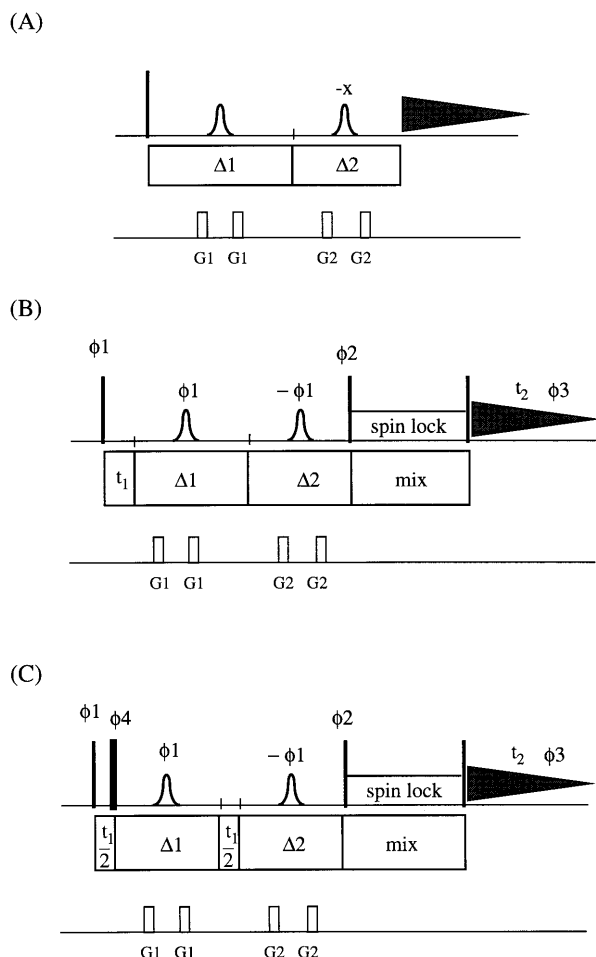 (A)
-x
Δ1 Δ2
G1 G1 G2 G2
(B)
ϕ1 ϕ1 − ϕ1 ϕ2 t₂ ϕ3
spin lock
t₁ Δ1 Δ2 mix
G1 G1 G2 G2
(C)
ϕ1 ϕ4 ϕ1 − ϕ1 ϕ2 t₂ ϕ3
spin lock
t₁/2 Δ1 t₁/2 Δ2 mix
G1 G1 G2 G2